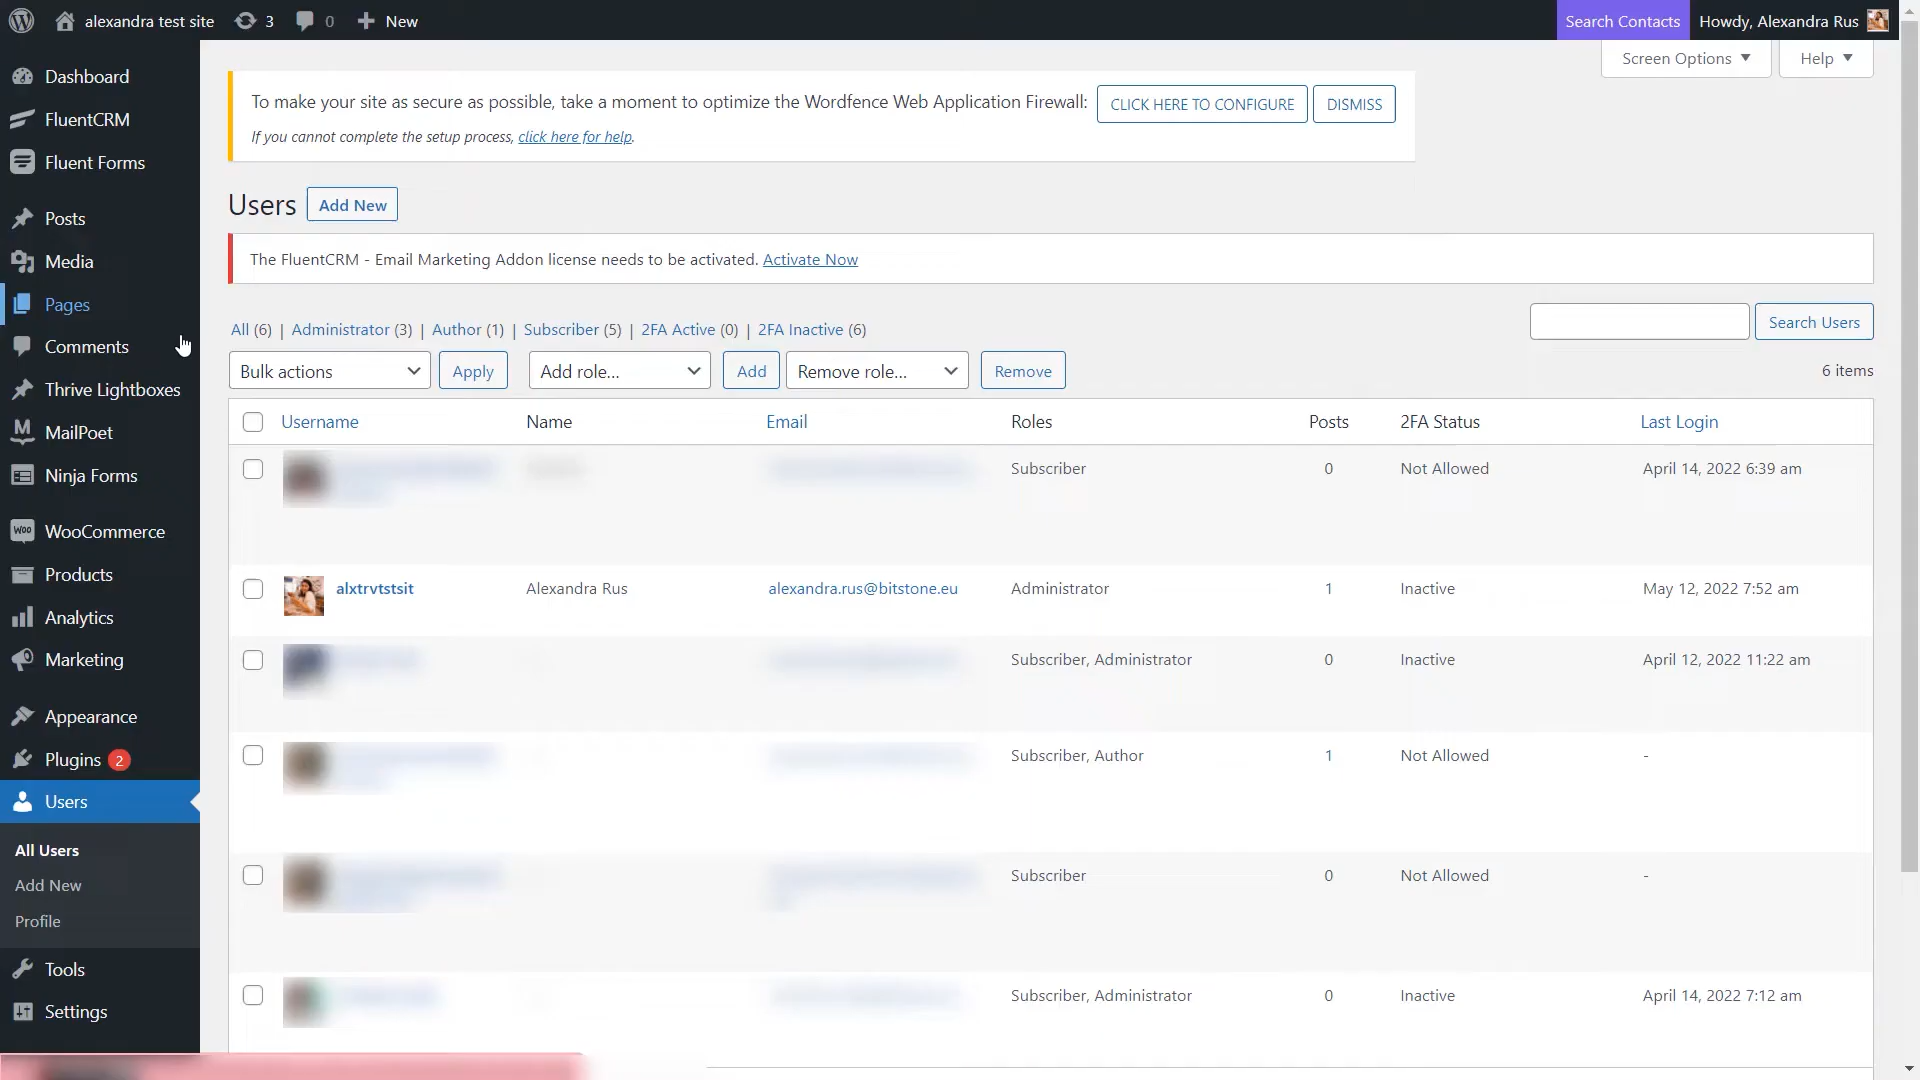 alexandra test site 3 0 New Search Contacts Howdy, Alexandra Rus
Screen Options Help
Dashboard
FluentCRM
Fluent Forms
Posts
Media
Pages
Comments
Thrive Lightboxes
MailPoet
Ninja Forms
WooCommerce
Products
Analytics
Marketing
Appearance
Plugins 2
Users
All Users
Add New
Profile
Tools
Settings
To make your site as secure as possible, take a moment to optimize the Wordfence Web Application Firewall: CLICK HERE TO CONFIGURE DISMISS
If you cannot complete the setup process, click here for help.
Users Add New
The FluentCRM - Email Marketing Addon license needs to be activated. Activate Now
All (6) | Administrator (3) | Author (1) | Subscriber (5) | 2FA Active (0) | 2FA Inactive (6) Search Users
Bulk actions Apply Add role... Add Remove role... Remove 6 items
Username Name Email Roles Posts 2FA Status Last Login
Subscriber 0 Not Allowed April 14, 2022 6:39 am
alxtrvtstsit Alexandra Rus alexandra.rus@bitstone.eu Administrator 1 Inactive May 12, 2022 7:52 am
Subscriber, Administrator 0 Inactive April 12, 2022 11:22 am
Subscriber, Author 1 Not Allowed -
Subscriber 0 Not Allowed -
Subscriber, Administrator 0 Inactive April 14, 2022 7:12 am